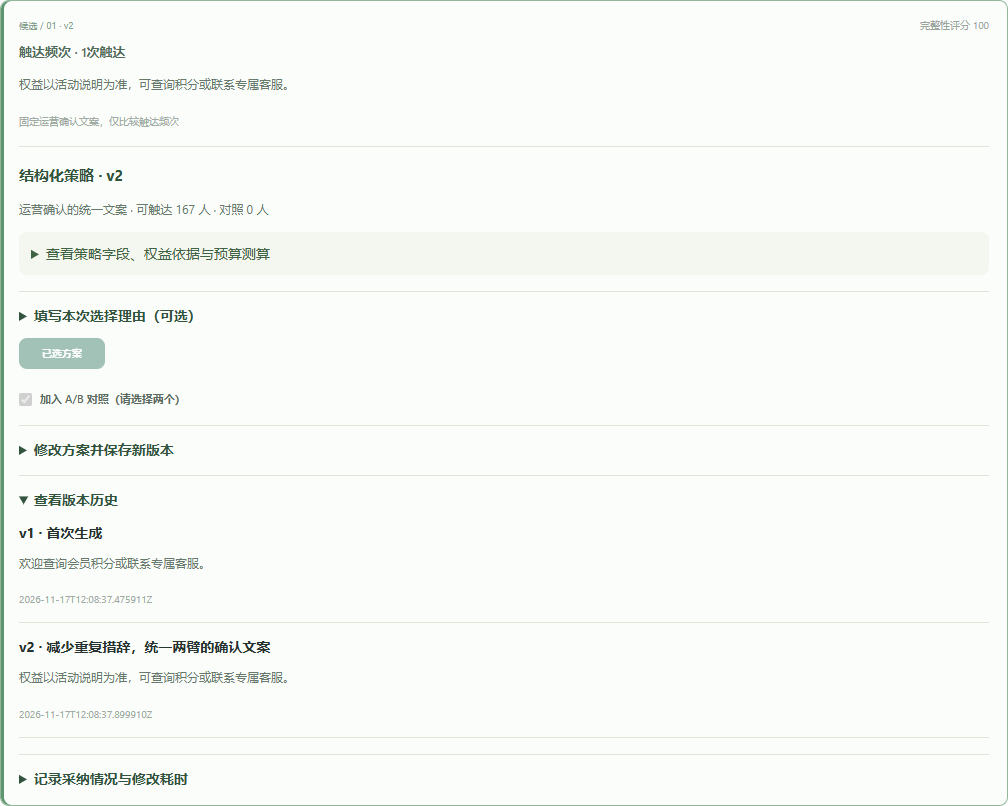 候选 / 01 · v2
完整性评分 100
触达频次 · 1次触达
权益以活动说明为准，可查询积分或联系专属客服。
固定运营确认文案，仅比较触达频次
结构化策略 · v2
运营确认的统一文案 · 可触达 167 人 · 对照 0 人
▶ 查看策略字段、权益依据与预算测算
▶ 填写本次选择理由（可选）
已选方案
加入 A/B 对照（请选择两个）
▶ 修改方案并保存新版本
▼ 查看版本历史
v1 · 首次生成
欢迎查询会员积分或联系专属客服。
2026-11-17T12:08:37.475911Z
v2 · 减少重复措辞，统一两臂的确认文案
权益以活动说明为准，可查询积分或联系专属客服。
2026-11-17T12:08:37.899910Z
▶ 记录采纳情况与修改耗时